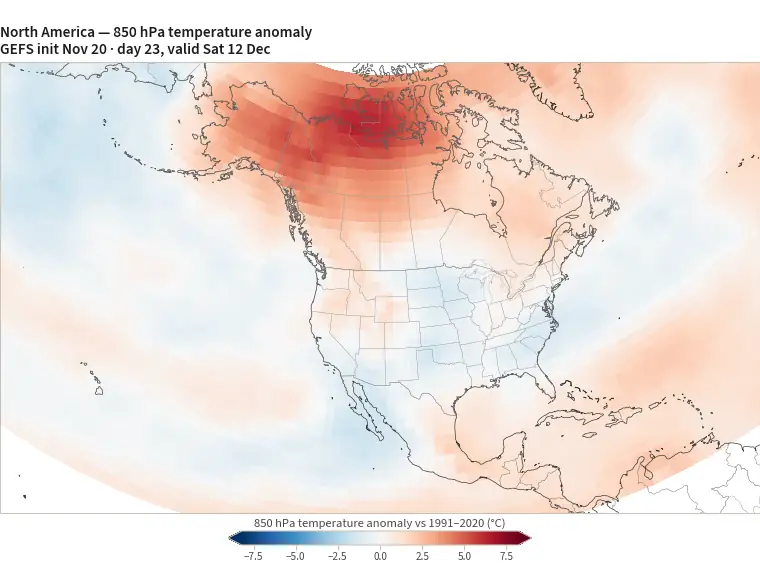 North America — 850 hPa temperature anomaly
GEFS init Nov 20 · day 23, valid Sat 12 Dec
850 hPa temperature anomaly vs 1991–2020 (°C)
−7.5 −5.0 −2.5 0.0 2.5 5.0 7.5